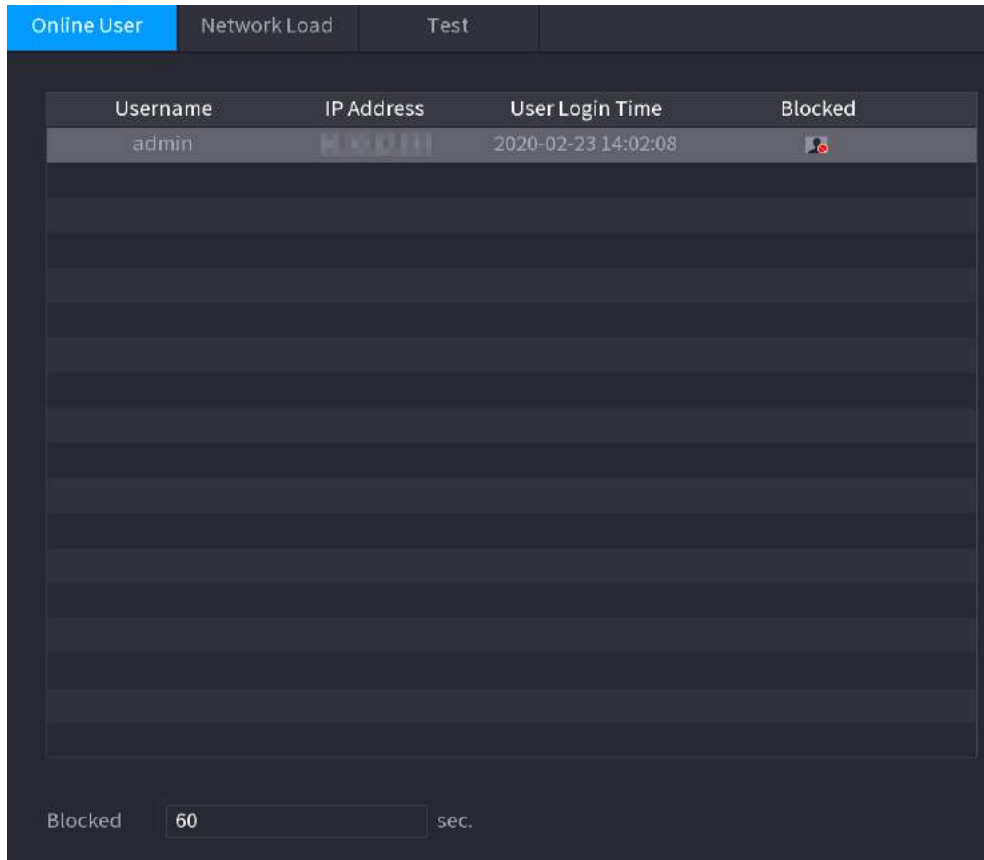 Online User Network Load Test
Username IP Address User Login Time Blocked
admin 2020-02-23 14:02:08
Blocked 60 sec.